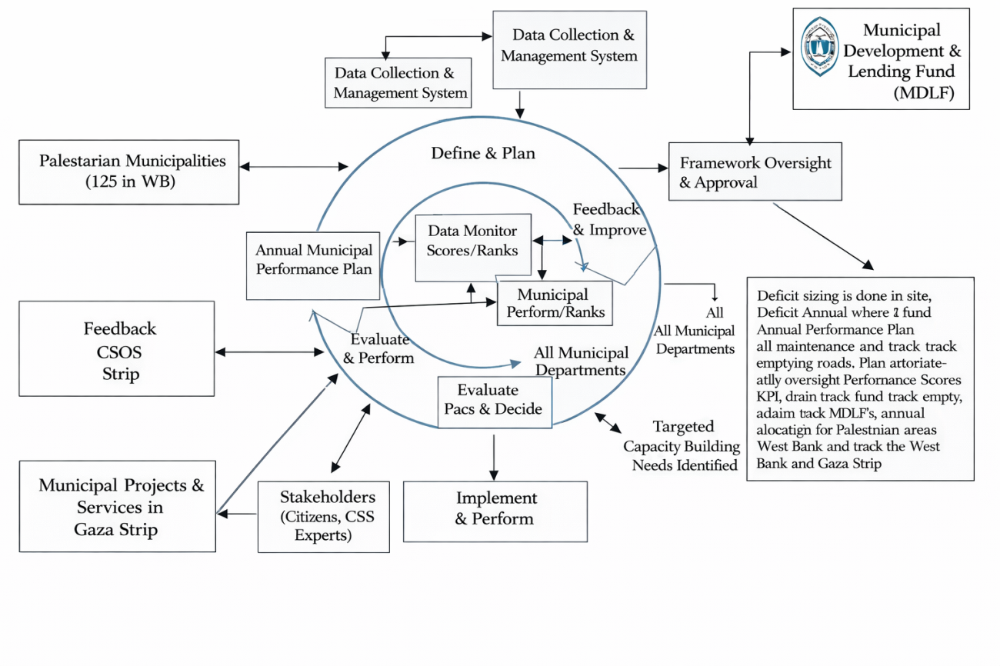 Data Collection &
Management System
Data Collection &
Management System
Municipal
Development &
Lending Fund
(MDLF)
Palestarian Municipalities
(125 in WB)
Define & Plan
Framework Oversight
& Approval
Feedback
& Improve
Data Monitor
Scores/Ranks
Annual Municipal
Performance Plan
Municipal
Perform/Ranks
Feedback
CSOS
Strip
Evaluate
& Perform
All Municipal
Departments
All
All Municipal
Departments
Evaluate
Pacs & Decide
Deficit sizing is done in site,
Deficit Annual where fund
Annual Performance Plan
all maintenance and track track
emptying roads. Plan artoriate-
atlly oversight Perfornance Scores
KPI, drain track fund track empty,
adaim tack MDLF's, annual
alocatign for Palestnian areas
West Bank and track the West
Bank and Gaza Strip
Targeted
Capacity Building
Needs Identified
Municipal Projects &
Services in
Gaza Strip
Stakeholders
(Citizens, CSS
Experts)
Implement
& Perform